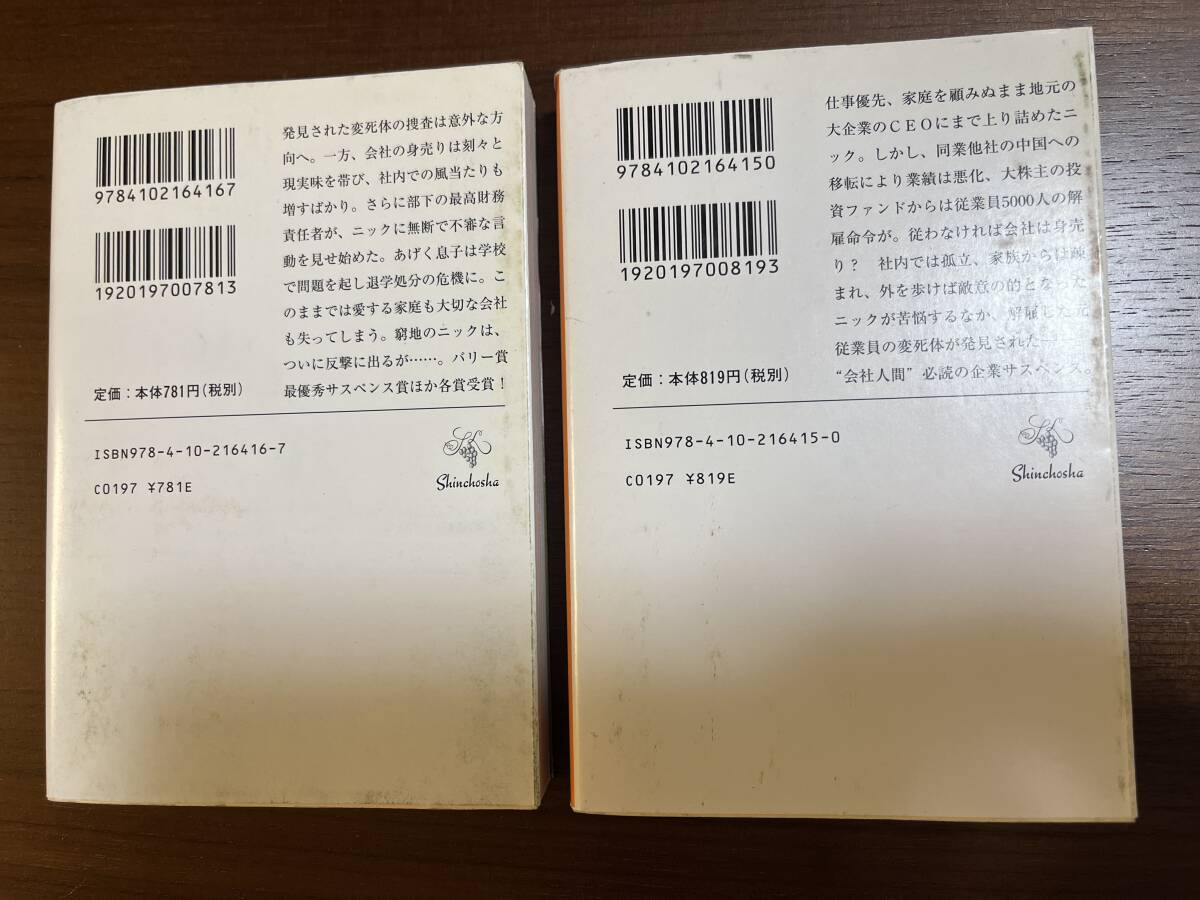 9784102164167
1920197007813
発見された変死体の捜査は意外な方
向へ。一方、会社の身売りは刻々と
現実味を帯び、社内での風当たりも
増すばかり。さらに部下の最高財務
責任者が、ニックに無断で不審な言
動を見せ始めた。あげく息子は学校
で問題を起し退学処分の危機に。こ
のままでは愛する家庭も大切な会社
も失ってしまう。窮地のニックは、
ついに反撃に出るが……。バリー賞
最優秀サスペンス賞ほか各賞受賞！
定価：本体781円（税別）
ISBN978-4-10-216416-7
C0197 ¥781E
Shinchosha
9784102164150
1920197008193
仕事優先、家庭を顧みぬまま地元の
大企業のＣＥＯにまで上り詰めたニ
ック。しかし、同業他社の中国への
移転により業績は悪化、大株主の投
資ファンドからは従業員5000人の解
雇命令が。従わなければ会社は身売
り？　社内では孤立、家族からは疎
まれ、外を歩けば敵意の的となった
ニックが苦悩するなか、解雇した元
従業員の変死体が発見された――。
“会社人間”必読の企業サスペンス。
定価：本体819円（税別）
ISBN978-4-10-216415-0
C0197 ¥819E
Shinchosha